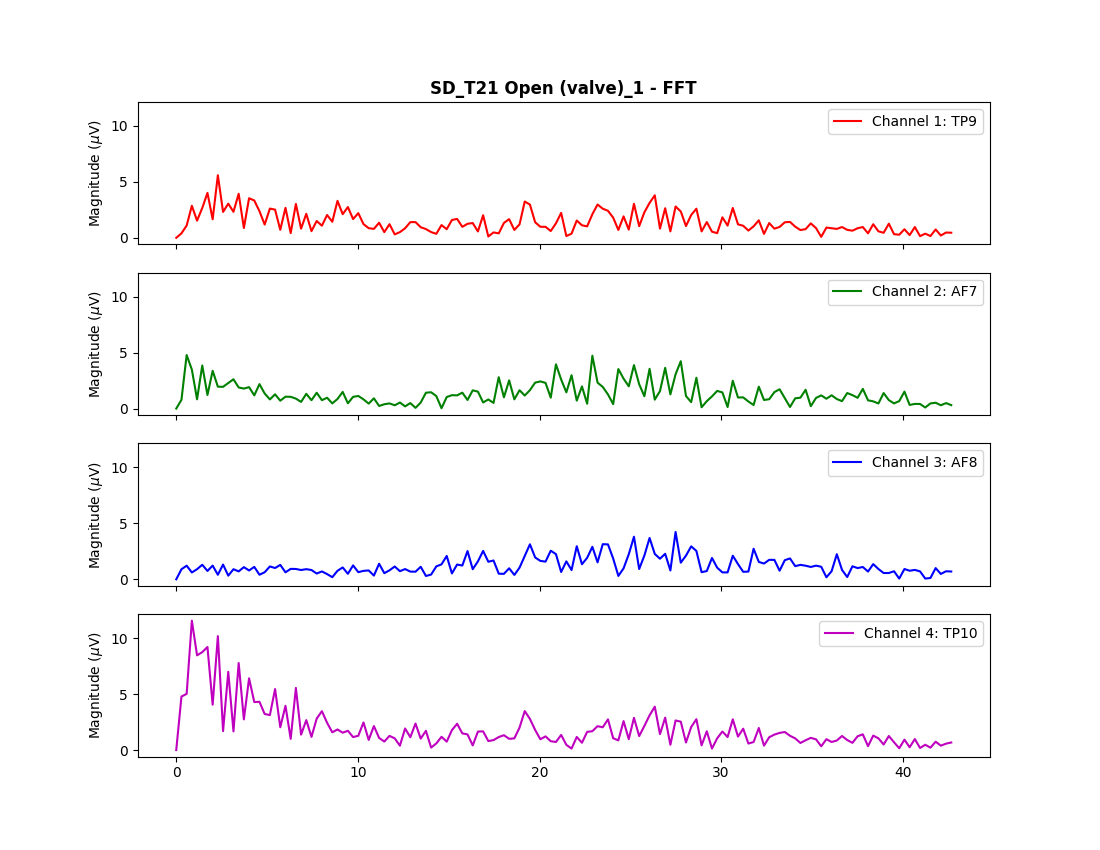 SD_T21 Open (valve)_1 - FFT
Magnitude (μV)
10
5
0
Channel 1: TP9
Magnitude (μV)
10
5
0
Channel 2: AF7
Magnitude (μV)
10
5
0
Channel 3: AF8
Magnitude (μV)
10
5
0
Channel 4: TP10
0 10 20 30 40